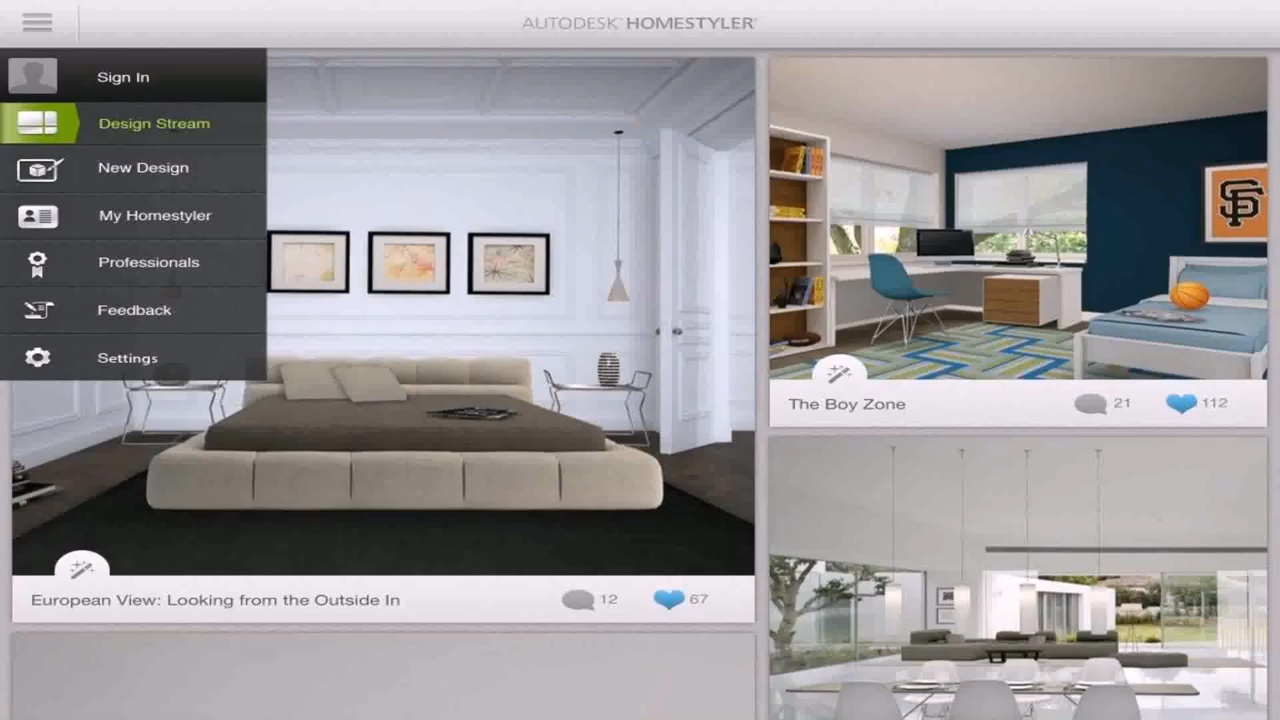 AUTODESK® HOMESTYLER®
Sign In
Design Stream
New Design
My Homestyler
Professionals
Feedback
Settings
European View: Looking from the Outside In
12
67
SF
The Boy Zone
21
112